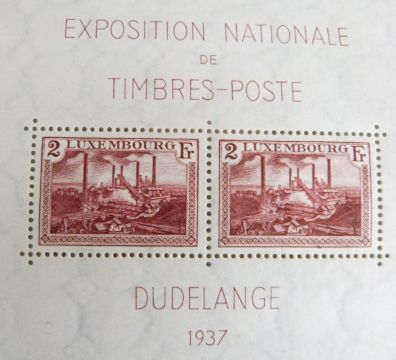 EXPOSITION NATIONALE
DE
TIMBRES-POSTE
2 LUXEMBOURG Fr
2 LUXEMBOURG Fr
DUDELANGE
1937